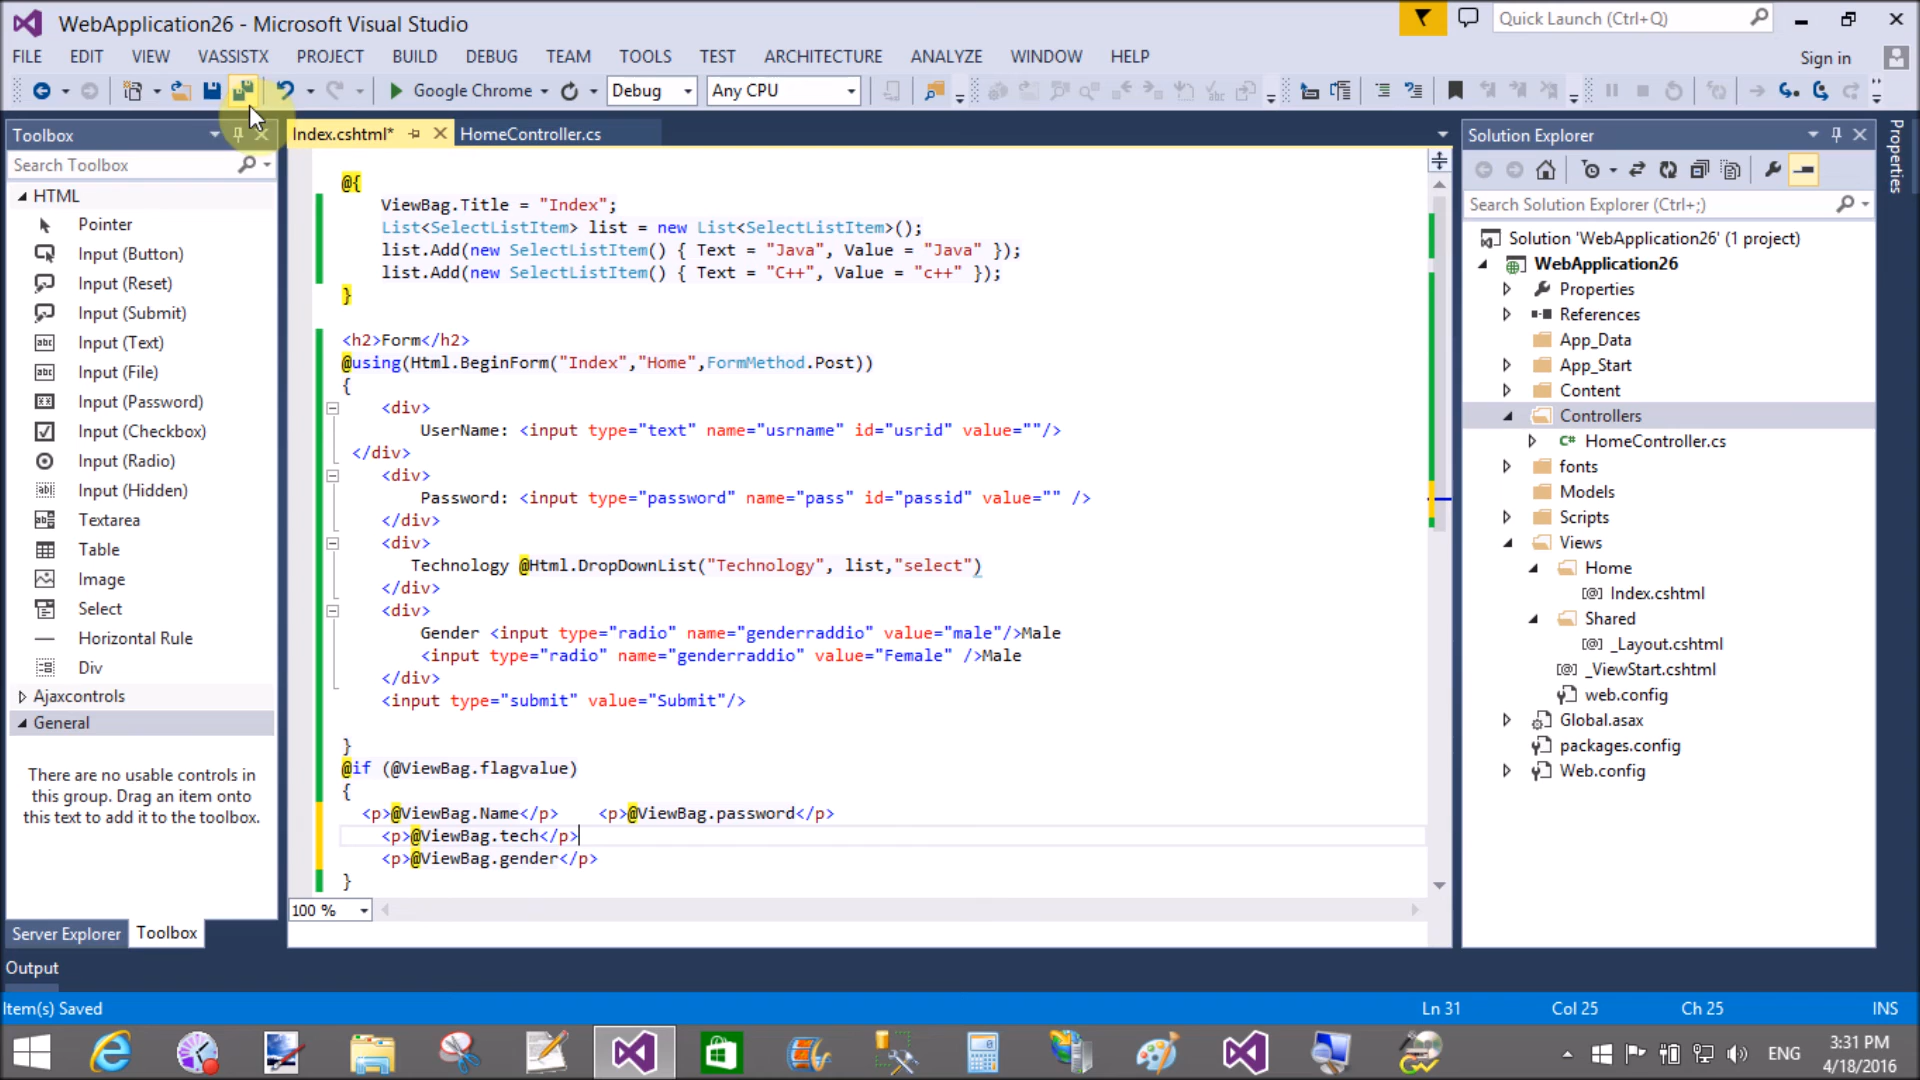 WebApplication26 - Microsoft Visual Studio
Quick Launch (Ctrl+Q)
FILE EDIT VIEW VASSISTX PROJECT BUILD DEBUG TEAM TOOLS TEST ARCHITECTURE ANALYZE WINDOW HELP
Sign in
Google Chrome
Debug
Any CPU
Toolbox
Search Toolbox
HTML
Pointer
Input (Button)
Input (Reset)
Input (Submit)
Input (Text)
Input (File)
Input (Password)
Input (Checkbox)
Input (Radio)
Input (Hidden)
Textarea
Table
Image
Select
Horizontal Rule
Div
Ajaxcontrols
General
There are no usable controls in
this group. Drag an item onto
this text to add it to the toolbox.
Server Explorer
Toolbox
Index.cshtml*
HomeController.cs
@{
ViewBag.Title = "Index";
List<SelectListItem> list = new List<SelectListItem>();
list.Add(new SelectListItem() { Text = "Java", Value = "Java" });
list.Add(new SelectListItem() { Text = "C++", Value = "c++" });
}
<h2>Form</h2>
@using(Html.BeginForm("Index","Home",FormMethod.Post))
{
<div>
UserName: <input type="text" name="usrname" id="usrid" value=""/>
</div>
<div>
Password: <input type="password" name="pass" id="passid" value="" />
</div>
<div>
Technology @Html.DropDownList("Technology", list,"select")
</div>
<div>
Gender <input type="radio" name="genderraddio" value="male"/>Male
<input type="radio" name="genderraddio" value="Female" />Male
</div>
<input type="submit" value="Submit"/>
}
@if (@ViewBag.flagvalue)
{
<p>@ViewBag.Name</p> <p>@ViewBag.password</p>
<p>@ViewBag.tech</p>
<p>@ViewBag.gender</p>
}
100 %
Solution Explorer
Search Solution Explorer (Ctrl+;)
Solution 'WebApplication26' (1 project)
WebApplication26
Properties
References
App_Data
App_Start
Content
Controllers
HomeController.cs
fonts
Models
Scripts
Views
Home
Index.cshtml
Shared
_Layout.cshtml
_ViewStart.cshtml
web.config
Global.asax
packages.config
Web.config
Properties
Output
Item(s) Saved
Ln 31
Col 25
Ch 25
INS
ENG
3:31 PM
4/18/2016